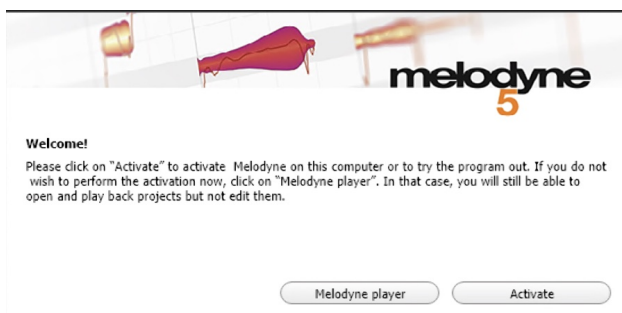 melodyne
5
Welcome!
Please click on "Activate" to activate  Melodyne on this computer or to try the program out. If you do not
wish to perform the activation now, click on "Melodyne player". In that case, you will still be able to
open and play back projects but not edit them.
Melodyne player
Activate